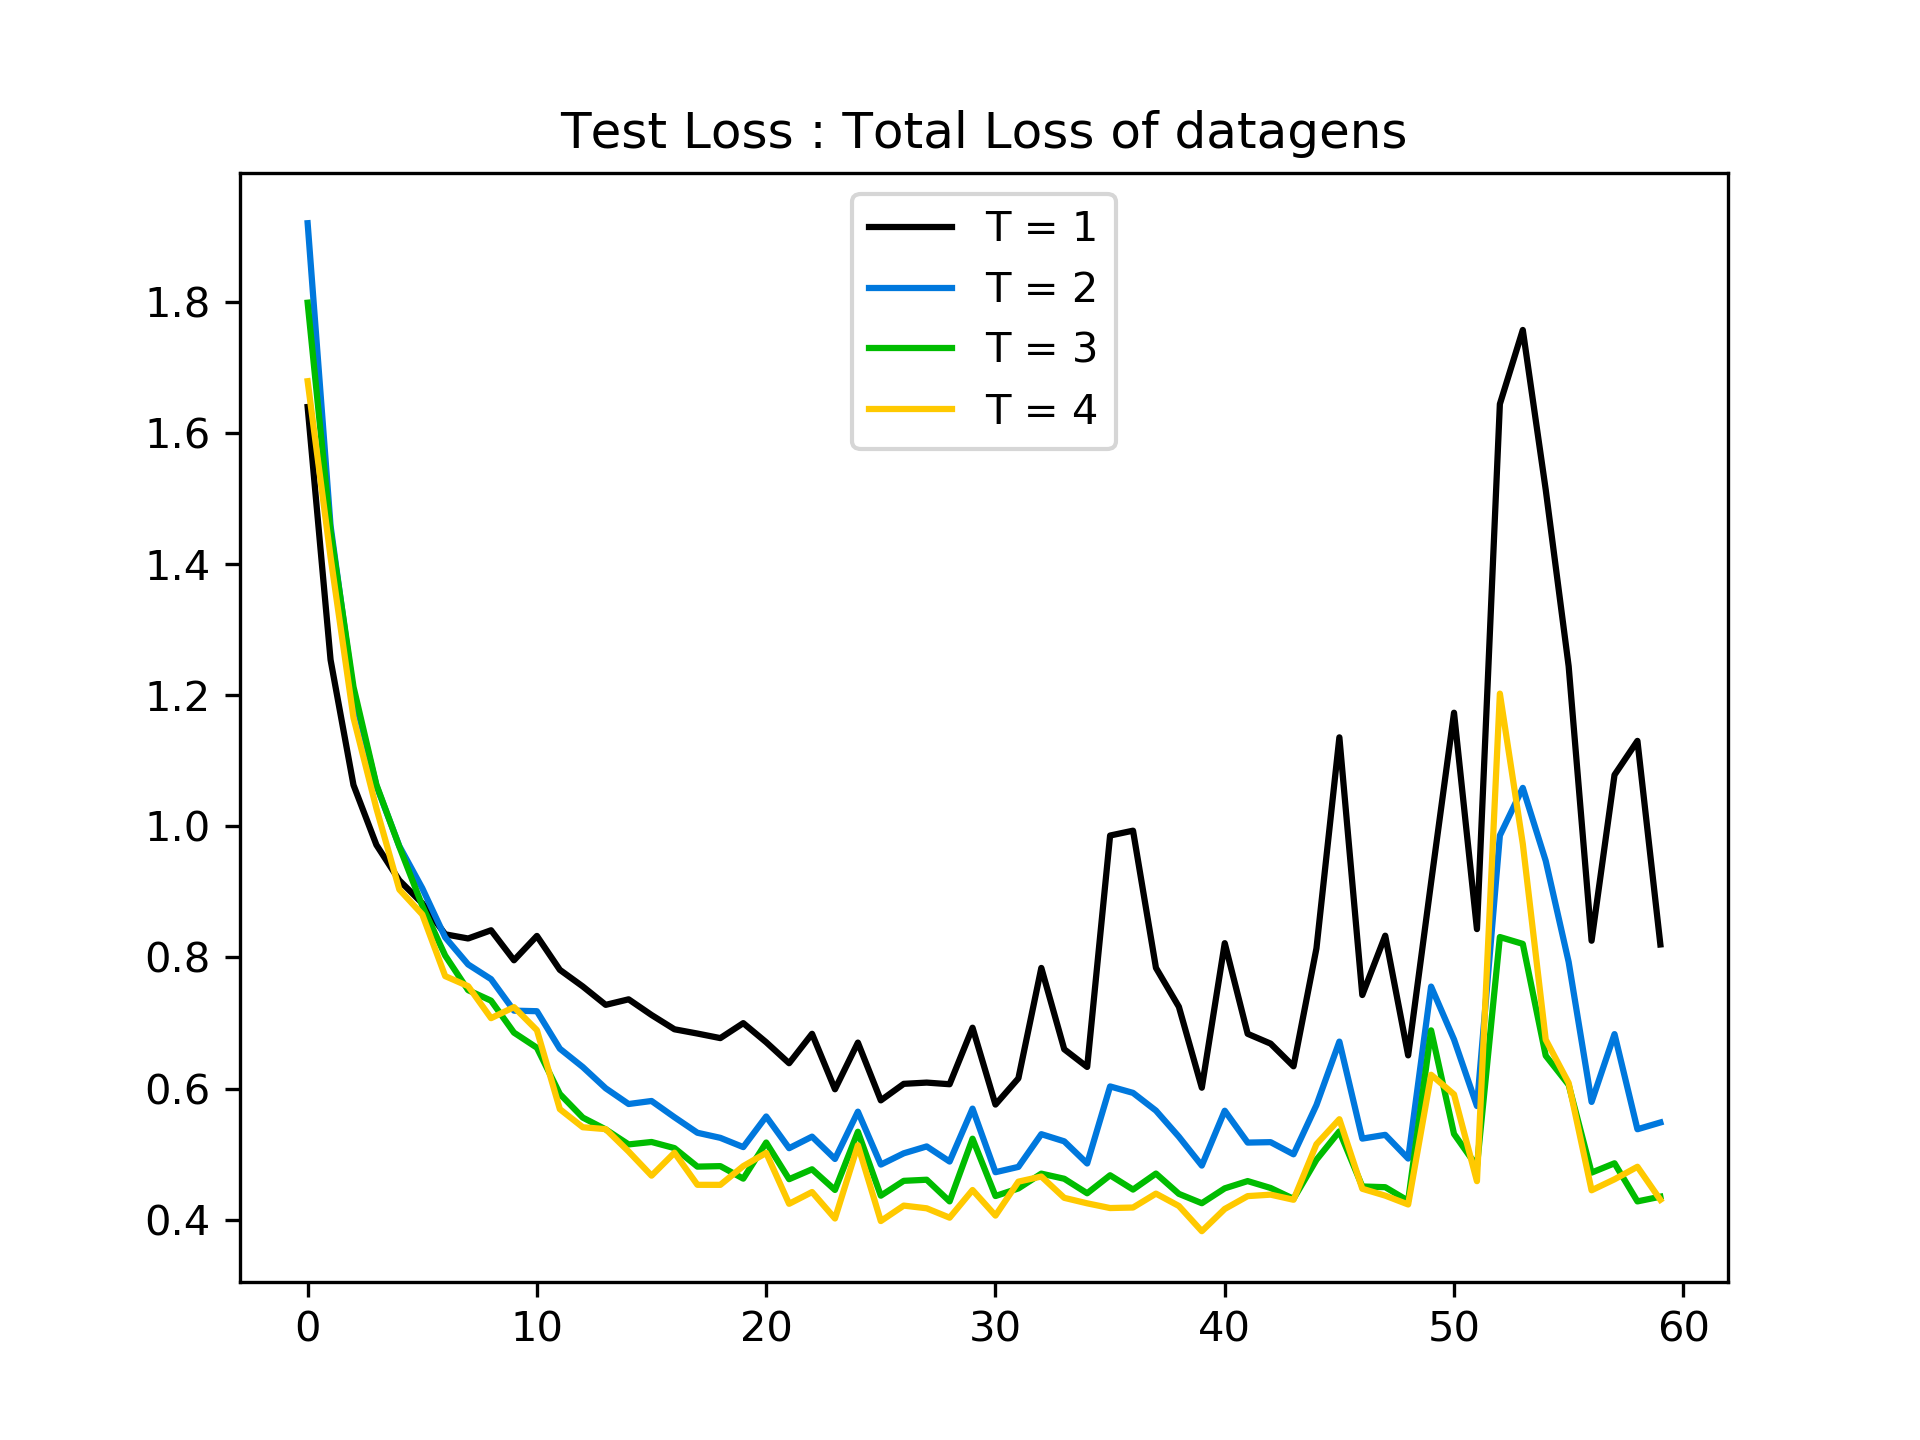 Test Loss : Total Loss of datagens
T = 1
T = 2
T = 3
T = 4
1.8
1.6
1.4
1.2
1.0
0.8
0.6
0.4
0 10 20 30 40 50 60